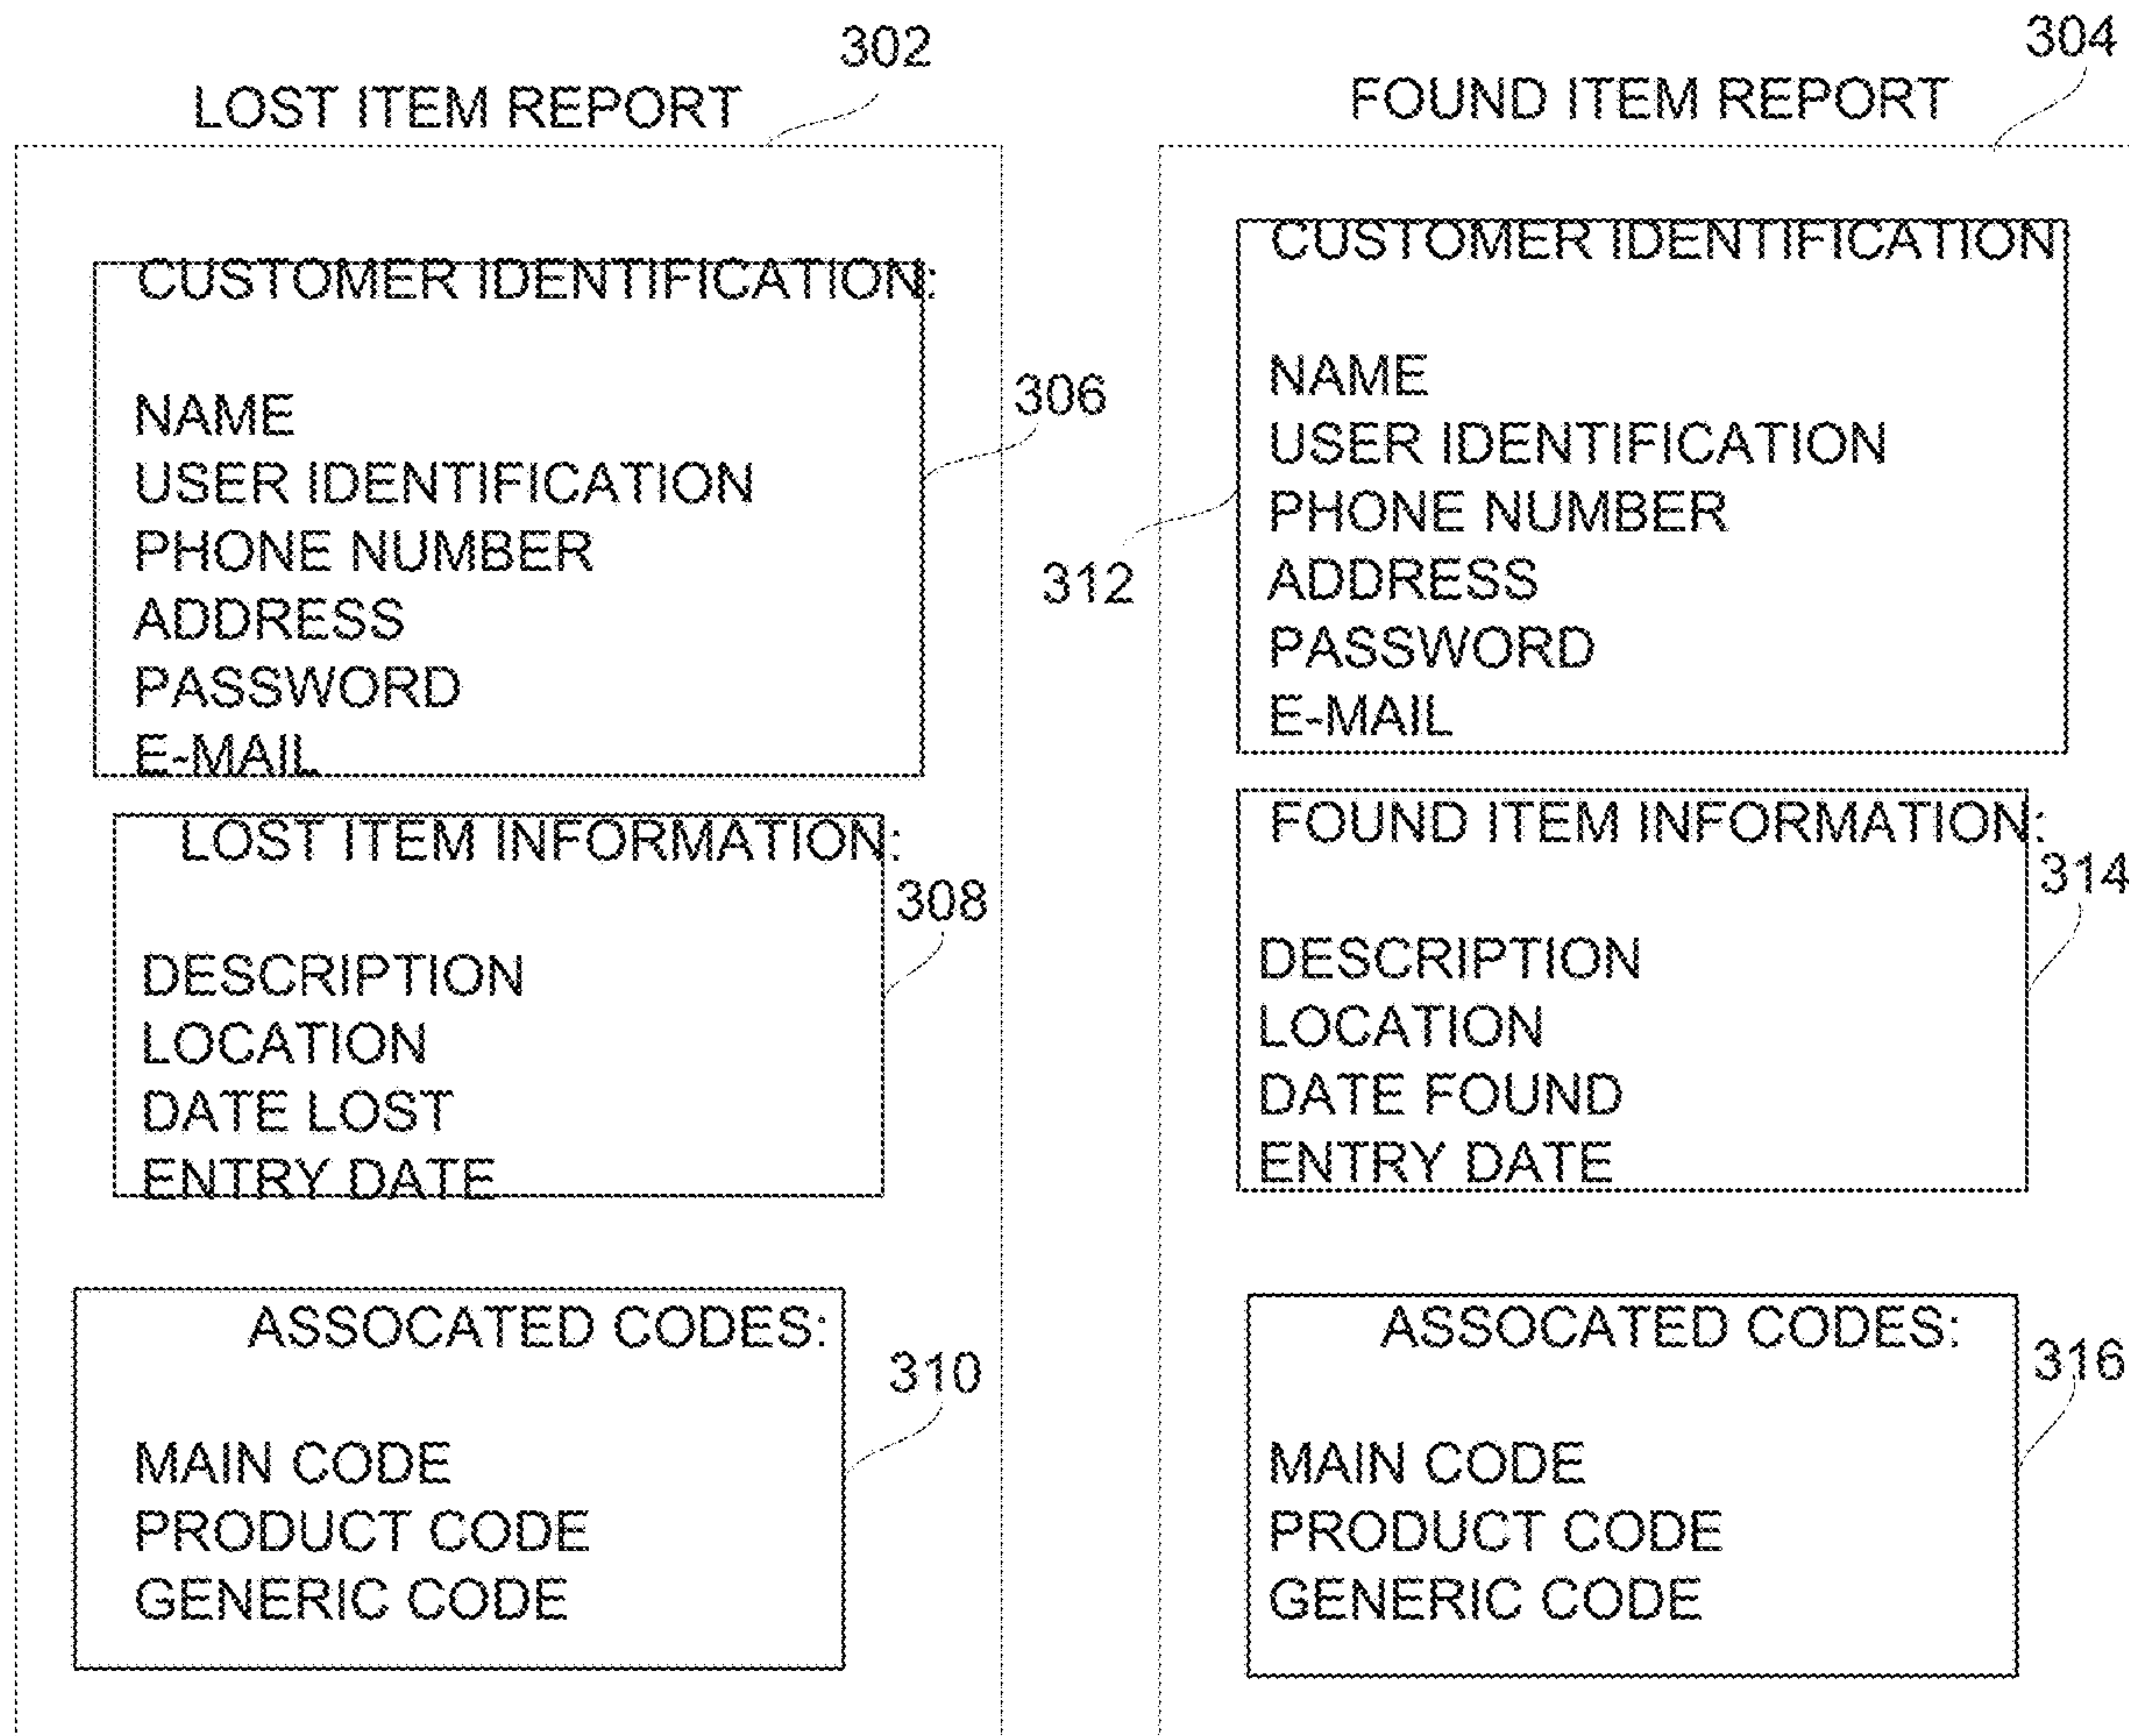 302
LOST ITEM REPORT
CUSTOMER IDENTIFICATION:
NAME
USER IDENTIFICATION
PHONE NUMBER
ADDRESS
PASSWORD
E-MAIL
306
LOST ITEM INFORMATION:
308
DESCRIPTION
LOCATION
DATE LOST
ENTRY DATE
ASSOCATED CODES:
310
MAIN CODE
PRODUCT CODE
GENERIC CODE
304
FOUND ITEM REPORT
CUSTOMER IDENTIFICATION
NAME
USER IDENTIFICATION
PHONE NUMBER
ADDRESS
PASSWORD
E-MAIL
312
FOUND ITEM INFORMATION:
314
DESCRIPTION
LOCATION
DATE FOUND
ENTRY DATE
ASSOCATED CODES:
316
MAIN CODE
PRODUCT CODE
GENERIC CODE